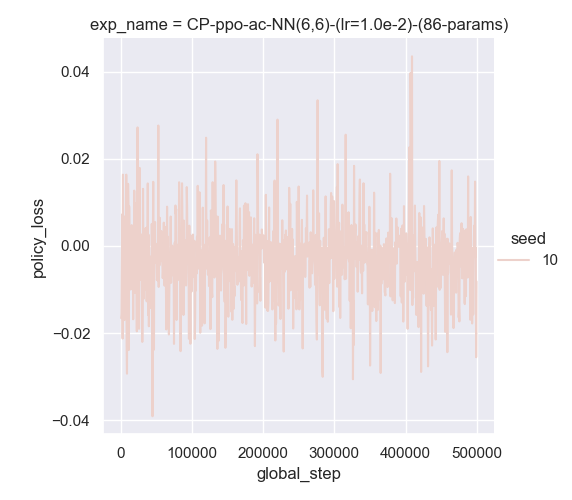 exp_name = CP-ppo-ac-NN(6,6)-(lr=1.0e-2)-(86-params)
0.04
0.02
0.00
−0.02
−0.04
policy_loss
0 100000 200000 300000 400000 500000
global_step
seed
10